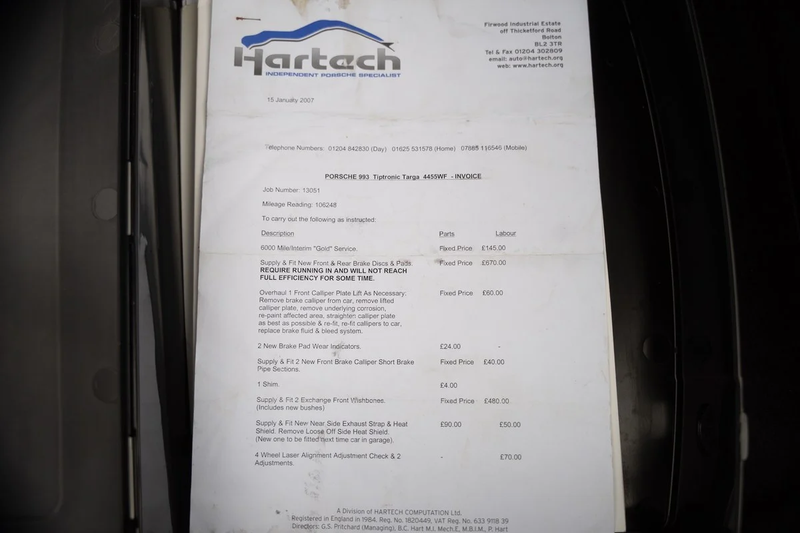 Hartech
INDEPENDENT PORSCHE SPECIALIST
Firwood Industrial Estate
off Thicketford Road
Bolton
BL2 3TR
Tel & Fax 01204 302809
email: auto@hartech.org
web: www.hartech.org
15 January 2007
Telephone Numbers: 01204 842830 (Day) 01625 531578 (Home) 07885 116546 (Mobile)
PORSCHE 993 Tiptronic Targa 4455WF - INVOICE
Job Number: 13051
Mileage Reading: 106248
To carry out the following as instructed:
Description Parts Labour
6000 Mile/Interim "Gold" Service. Fixed Price £145.00
Supply & Fit New Front & Rear Brake Discs & Pads. Fixed Price £670.00
REQUIRE RUNNING IN AND WILL NOT REACH
FULL EFFICIENCY FOR SOME TIME.
Overhaul 1 Front Calliper Plate Lift As Necessary: Fixed Price £60.00
Remove brake calliper from car, remove lifted
calliper plate, remove underlying corrosion,
re-paint affected area, straighten calliper plate
as best as possible & re-fit, re-fit callipers to car,
replace brake fluid & bleed system.
2 New Brake Pad Wear Indicators. £24.00 -
Supply & Fit 2 New Front Brake Calliper Short Brake Fixed Price £40.00
Pipe Sections.
1 Shim. £4.00
Supply & Fit 2 Exchange Front Wishbones. Fixed Price £480.00
(Includes new bushes)
Supply & Fit New Near Side Exhaust Strap & Heat £90.00 £50.00
Shield. Remove Loose Off Side Heat Shield.
(New one to be fitted next time car in garage).
4 Wheel Laser Alignment Adjustment Check & 2 - £70.00
Adjustments.
A Division of HARTECH COMPUTATION Ltd.
Registered in England in 1984. Reg. No. 1820449, VAT Reg. No. 633 9118 39
Directors: G.S. Pritchard (Managing), B.C. Hart M.I. Mech.E, M.B.I.M., P. Hart